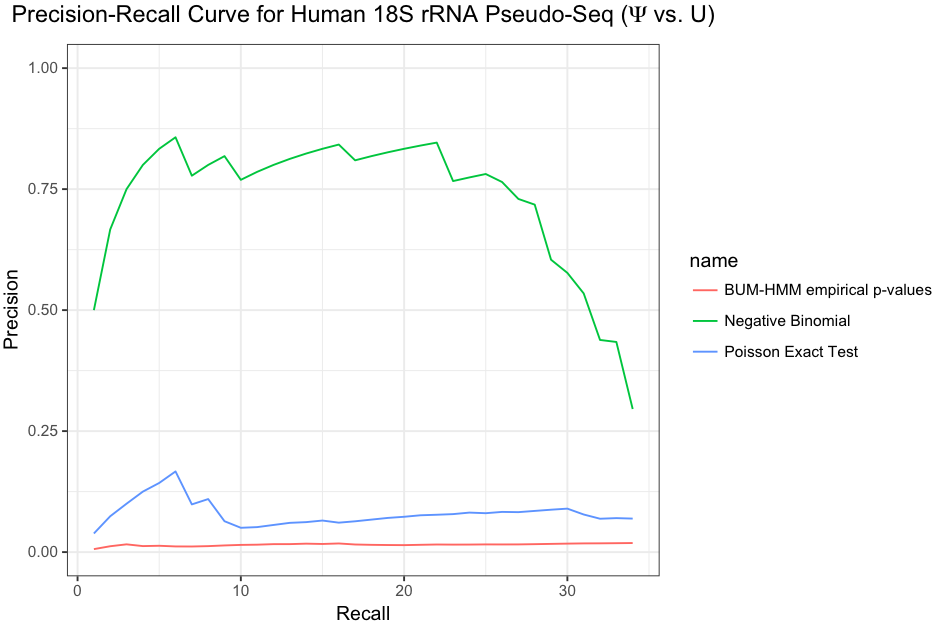 Precision-Recall Curve for Human 18S rRNA Pseudo-Seq (Ψ vs. U)
1.00
0.75
0.50
0.25
0.00
Precision
0
10
20
30
Recall
name
BUM-HMM empirical p-values
Negative Binomial
Poisson Exact Test